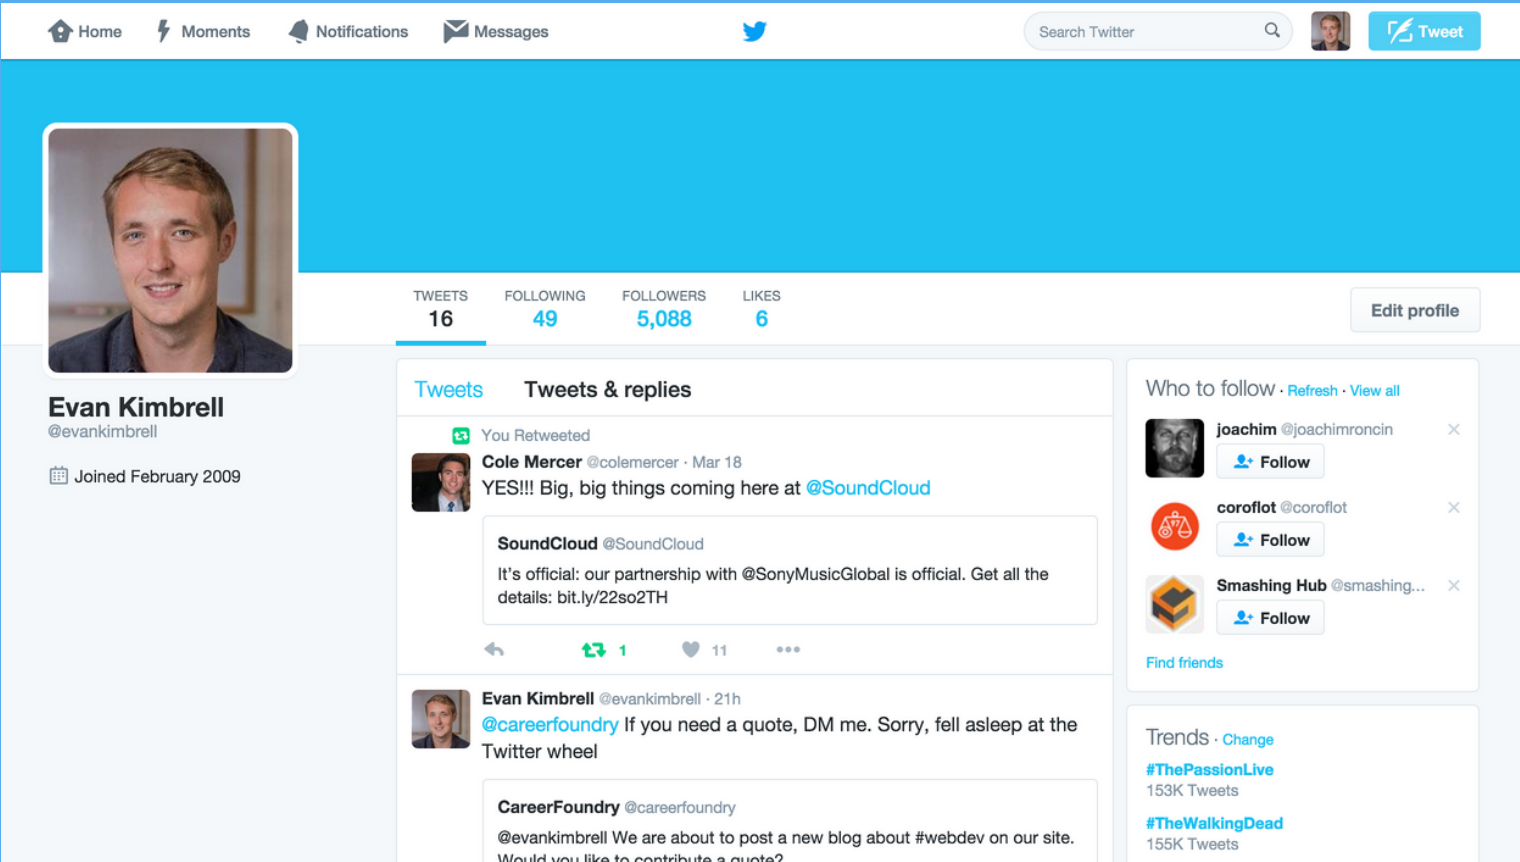 Home
Moments
Notifications
Messages
Search Twitter
Tweet
TWEETS
16
FOLLOWING
49
FOLLOWERS
5,088
LIKES
6
Edit profile
Evan Kimbrell
@evankimbrell
Joined February 2009
Tweets
Tweets & replies
You Retweeted
Cole Mercer @colemercer · Mar 18
YES!!! Big, big things coming here at @SoundCloud
SoundCloud @SoundCloud
It's official: our partnership with @SonyMusicGlobal is official. Get all the
details: bit.ly/22so2TH
1
11
Evan Kimbrell @evankimbrell · 21h
@careerfoundry If you need a quote, DM me. Sorry, fell asleep at the
Twitter wheel
CareerFoundry @careerfoundry
@evankimbrell We are about to post a new blog about #webdev on our site.
Would you like to contribute a quote?
Who to follow · Refresh · View all
joachim @joachimroncin
Follow
coroflot @coroflot
Follow
Smashing Hub @smashing...
Follow
Find friends
Trends · Change
#ThePassionLive
153K Tweets
#TheWalkingDead
155K Tweets